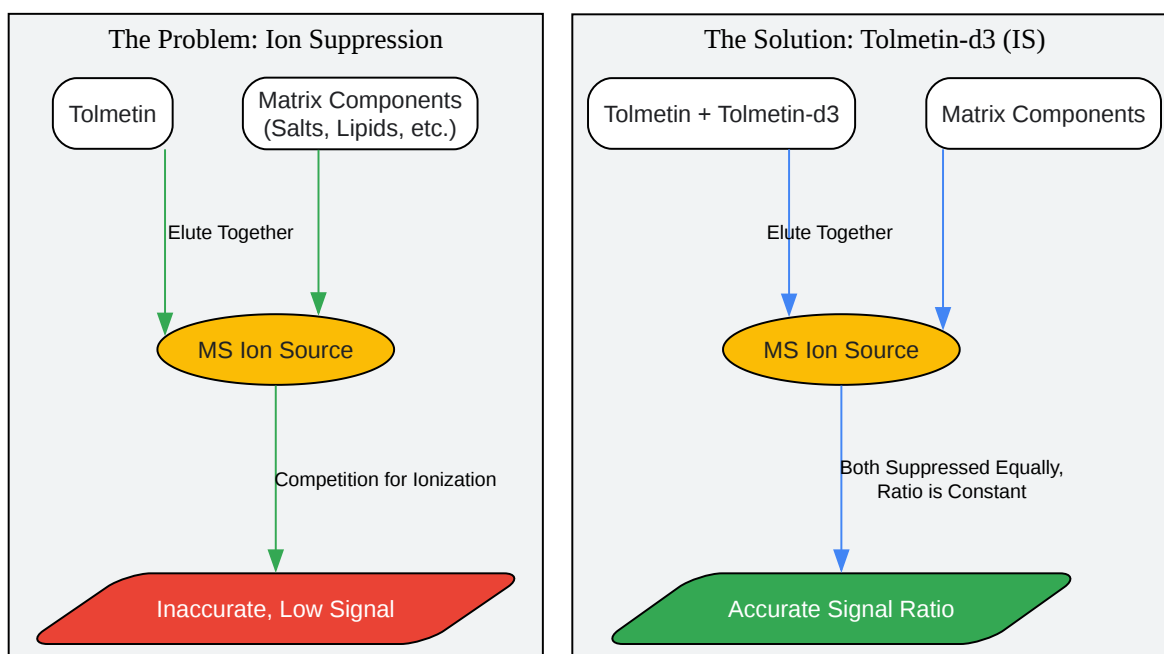 The Problem: Ion Suppression
Tolmetin
Matrix Components
(Salts, Lipids, etc.)
Elute Together
MS Ion Source
Competition for Ionization
Inaccurate, Low Signal
The Solution: Tolmetin-d3 (IS)
Tolmetin + Tolmetin-d3
Matrix Components
Elute Together
MS Ion Source
Both Suppressed Equally,
Ratio is Constant
Accurate Signal Ratio